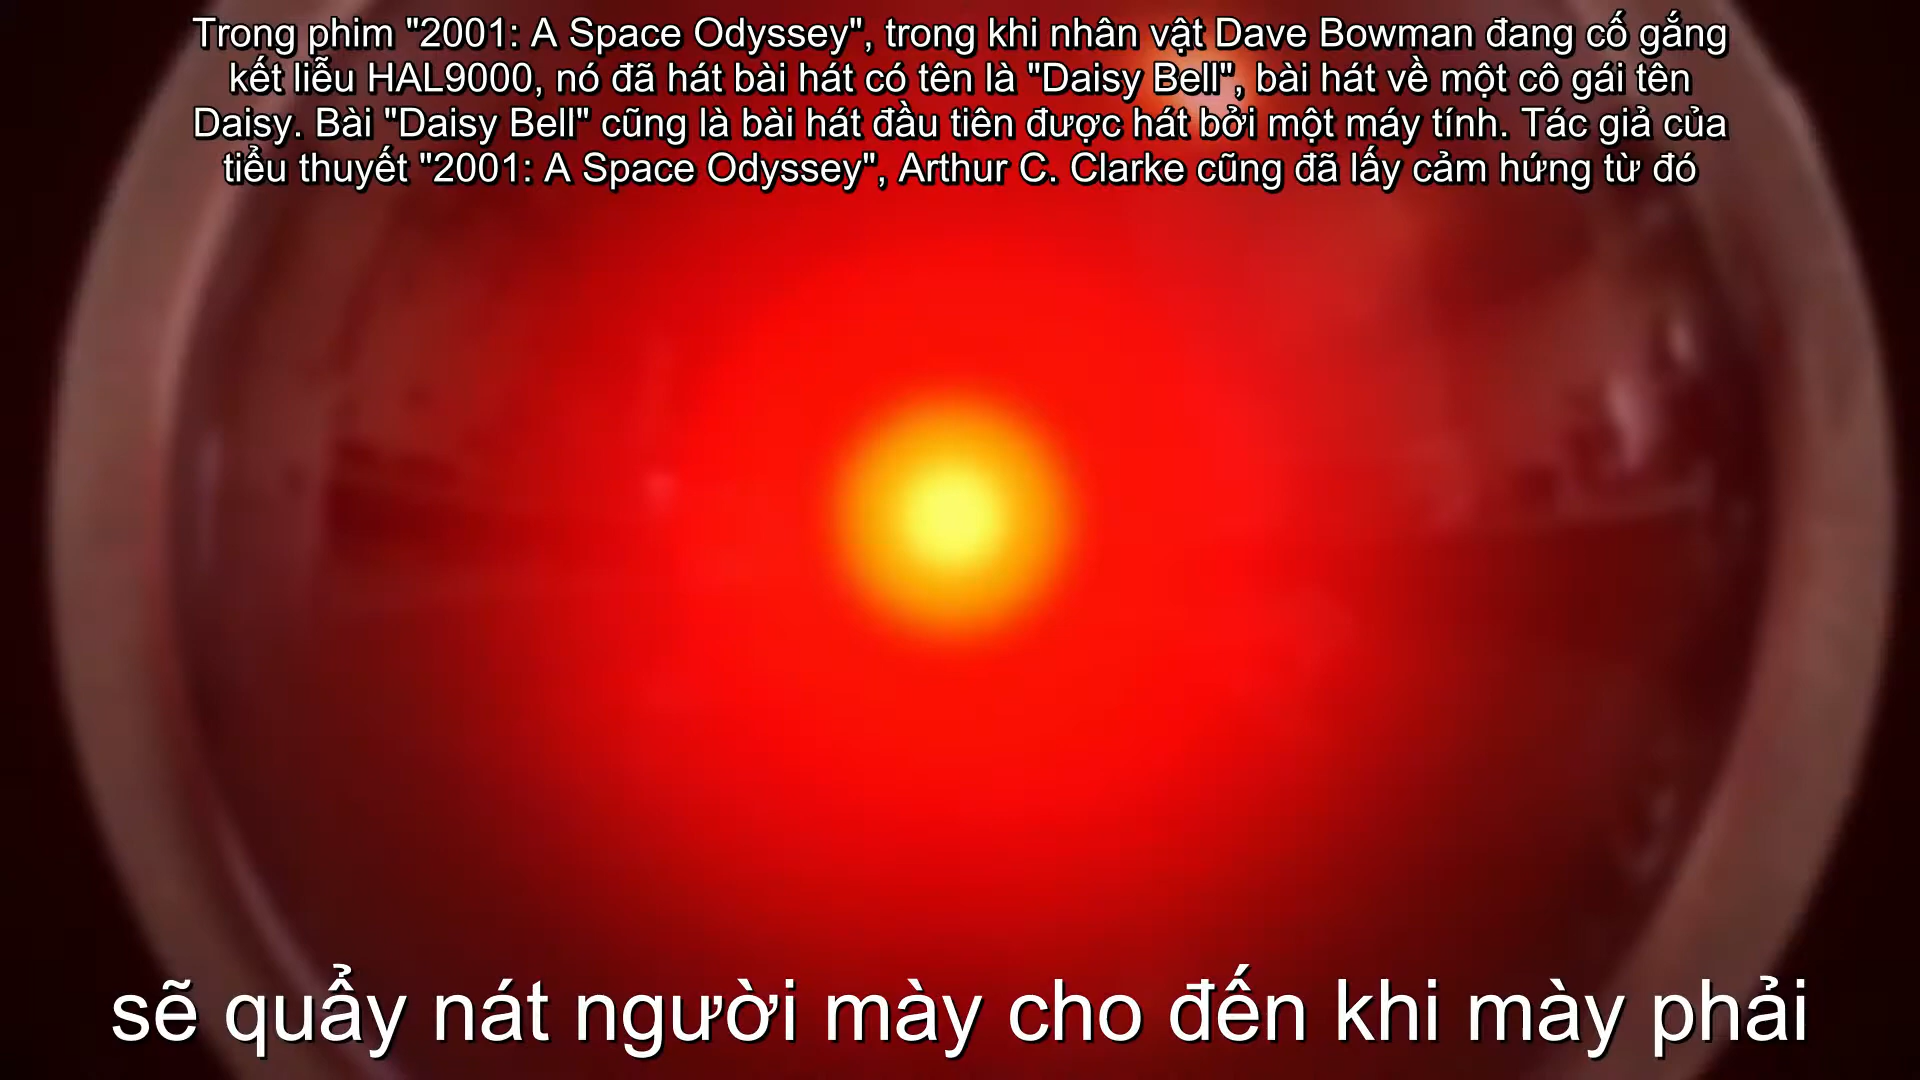 Trong phim "2001: A Space Odyssey", trong khi nhân vật Dave Bowman đang cố gắng
kết liễu HAL9000, nó đã hát bài hát có tên là "Daisy Bell", bài hát về một cô gái tên
Daisy. Bài "Daisy Bell" cũng là bài hát đầu tiên được hát bởi một máy tính. Tác giả của
tiểu thuyết "2001: A Space Odyssey", Arthur C. Clarke cũng đã lấy cảm hứng từ đó
sẽ quẩy nát người mày cho đến khi mày phải